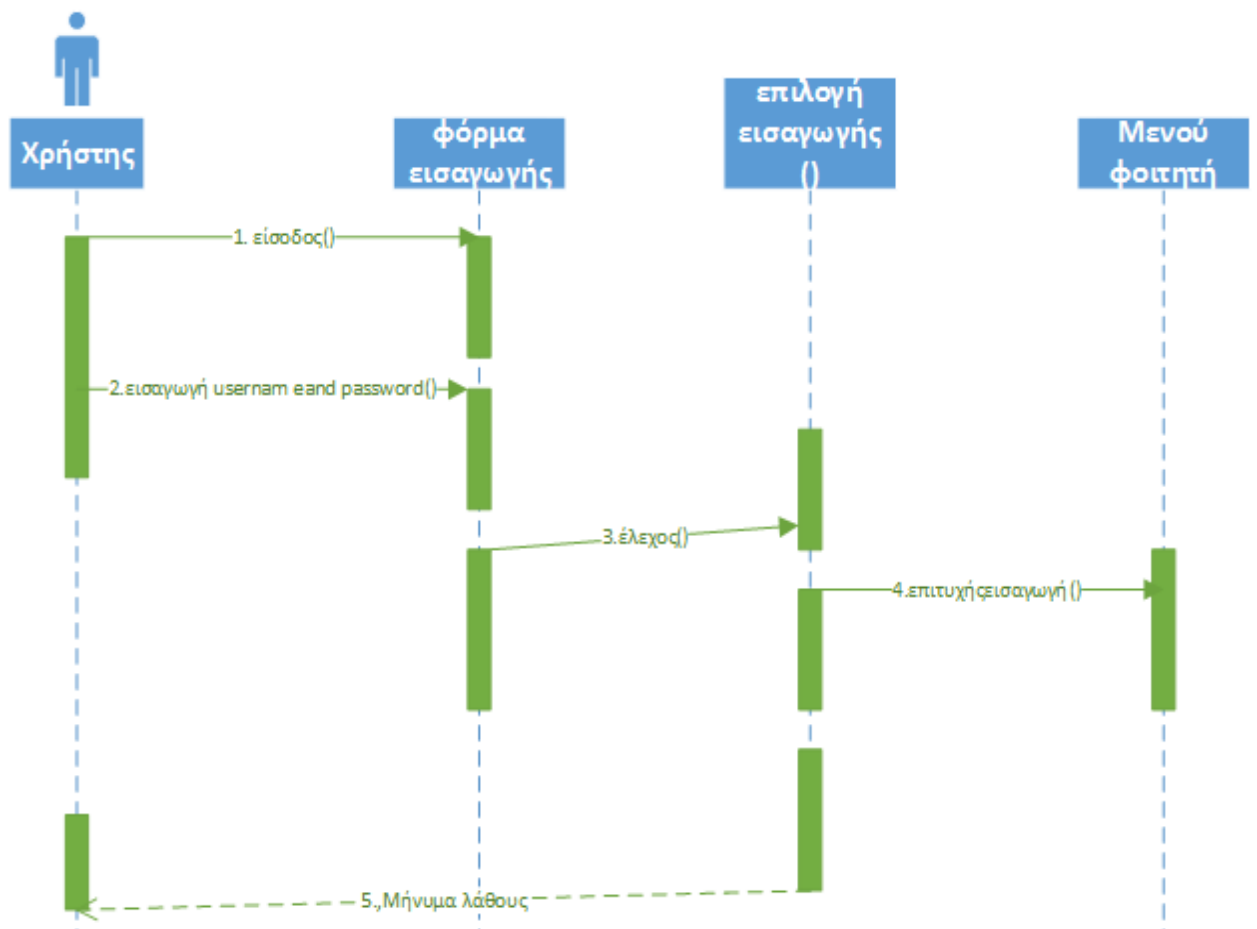 Χρήστης
φόρμα
εισαγωγής
επιλογή
εισαγωγής
()
Μενού
φοιτητή
1. είσοδος()
2.εισαγωγή usernam eand password()
3.έλεχος()
4.επιτυχήςεισαγωγή ()
5.,Μήνυμα λάθους